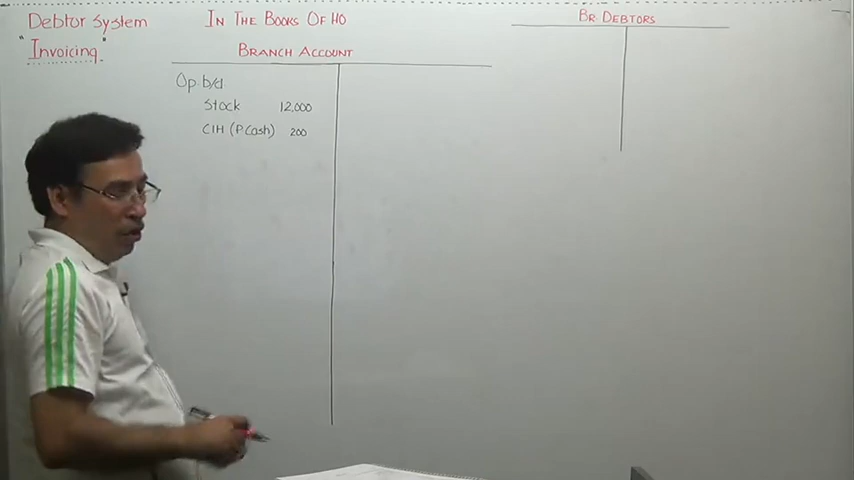 Debtor System
"Invoicing"
In The Books Of HO
Branch Account
Op b/d
Stock 12,000
CIH (P Cash) 200
Br Debtors